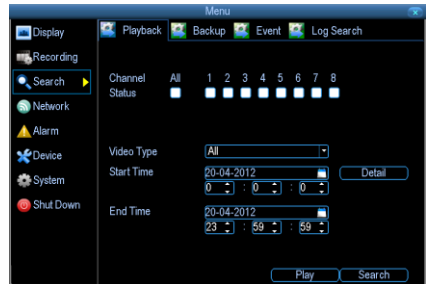 Menu
Display
Recording
Search
Network
Alarm
Device
System
Shut Down
Playback Backup Event Log Search
Channel All 1 2 3 4 5 6 7 8
Status
Video Type All
Start Time 20-04-2012 Detail
0 : 0 : 0
End Time 20-04-2012
23 : 59 : 59
Play Search